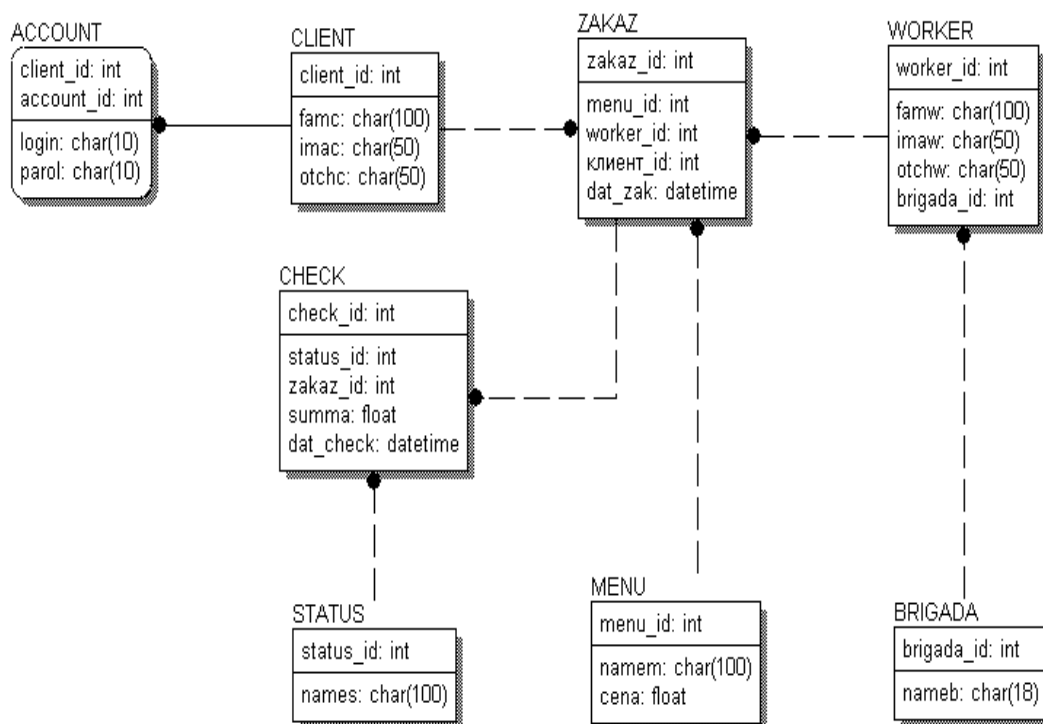 ACCOUNT
client_id: int
account_id: int
login: char(10)
parol: char(10)
CLIENT
client_id: int
famc: char(100)
imac: char(50)
otchc: char(50)
ZAKAZ
zakaz_id: int
menu_id: int
worker_id: int
клиент_id: int
dat_zak: datetime
WORKER
worker_id: int
famw: char(100)
imaw: char(50)
otchw: char(50)
brigada_id: int
CHECK
check_id: int
status_id: int
zakaz_id: int
summa: float
dat_check: datetime
STATUS
status_id: int
names: char(100)
MENU
menu_id: int
namem: char(100)
cena: float
BRIGADA
brigada_id: int
nameb: char(18)